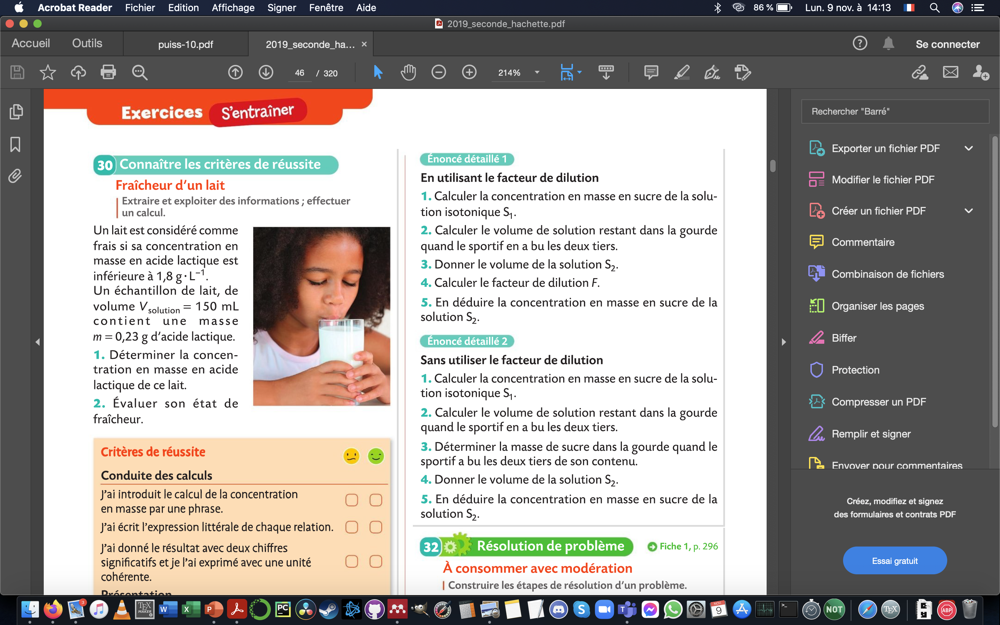 Acrobat Reader Fichier Edition Affichage Signer Fenêtre Aide
86 % Lun. 9 nov. à 14:13
2019_seconde_hachette.pdf
Accueil Outils puiss-10.pdf 2019_seconde_ha... × Se connecter
46 / 320 214%
Exercices S'entraîner
30 Connaître les critères de réussite
Fraîcheur d'un lait
Extraire et exploiter des informations ; effectuer
un calcul.
Un lait est considéré comme
frais si sa concentration en
masse en acide lactique est
inférieure à 1,8 g · L⁻¹.
Un échantillon de lait, de
volume V solution = 150 mL
contient une masse
m = 0,23 g d'acide lactique.
1. Déterminer la concen-
tration en masse en acide
lactique de ce lait.
2. Évaluer son état de
fraîcheur.
Critères de réussite
Conduite des calculs
J'ai introduit le calcul de la concentration
en masse par une phrase.
J'ai écrit l'expression littérale de chaque relation.
J'ai donné le résultat avec deux chiffres
significatifs et je l'ai exprimé avec une unité
cohérente.
Présentation
Énoncé détaillé 1
En utilisant le facteur de dilution
1. Calculer la concentration en masse en sucre de la solu-
tion isotonique S₁.
2. Calculer le volume de solution restant dans la gourde
quand le sportif en a bu les deux tiers.
3. Donner le volume de la solution S₂.
4. Calculer le facteur de dilution F.
5. En déduire la concentration en masse en sucre de la
solution S₂.
Énoncé détaillé 2
Sans utiliser le facteur de dilution
1. Calculer la concentration en masse en sucre de la solu-
tion isotonique S₁.
2. Calculer le volume de solution restant dans la gourde
quand le sportif en a bu les deux tiers.
3. Déterminer la masse de sucre dans la gourde quand le
sportif a bu les deux tiers de son contenu.
4. Donner le volume de la solution S₂.
5. En déduire la concentration en masse en sucre de la
solution S₂.
32 Résolution de problème Fiche 1, p. 296
À consommer avec modération
Construire les étapes de résolution d'un problème.
Rechercher "Barré"
Exporter un fichier PDF
Modifier le fichier PDF
Créer un fichier PDF
Commentaire
Combinaison de fichiers
Organiser les pages
Biffer
Protection
Compresser un PDF
Remplir et signer
Envoyer pour commentaires
Créez, modifiez et signez
des formulaires et contrats PDF
Essai gratuit
3 TEX MAKER W X P PC S T NOV. 9 NOT TEX ABP